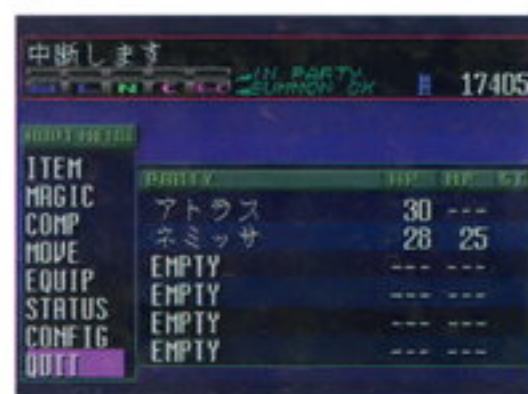 中断します
IN PARTY
SUMMON OK
17405
ITEM
MAGIC
COMP
MOVE
EQUIP
STATUS
CONFIG
QUIT
PARTY HP MP ST
アトラス 30 ---
ネミッサ 28 25
EMPTY --- ---
EMPTY --- ---
EMPTY --- ---
EMPTY --- ---